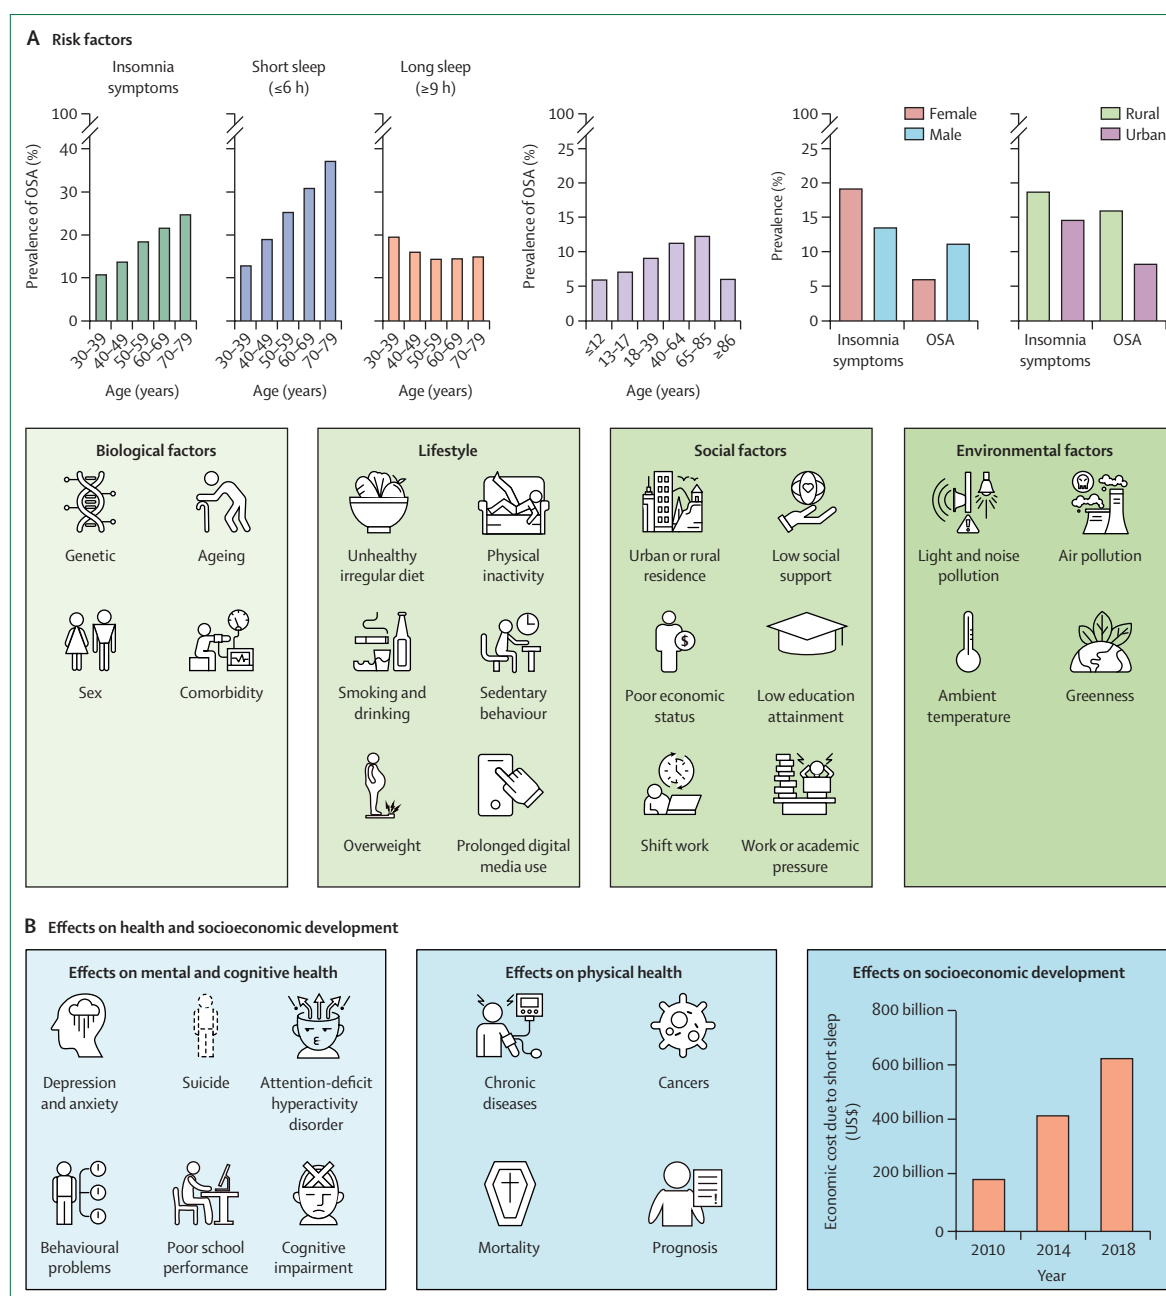 A Risk factors
Insomnia
symptoms
Short sleep
(≤6 h)
Long sleep
(≥9 h)
Prevalence of OSA (%)
100
40
30
20
10
0
30–39
40–49
50–59
60–69
70–79
Age (years)
30–39
40–49
50–59
60–69
70–79
Age (years)
30–39
40–49
50–59
60–69
70–79
Age (years)
Prevalence of OSA (%)
100
25
20
15
10
5
0
≤12
13–17
18–39
40–64
65–85
≥86
Age (years)
Prevalence (%)
100
25
20
15
10
5
0
Female
Male
Insomnia
symptoms
OSA
100
25
20
15
10
5
0
Rural
Urban
Insomnia
symptoms
OSA
Biological factors
Genetic
Ageing
Sex
Comorbidity
Lifestyle
Unhealthy
irregular diet
Physical
inactivity
Smoking and
drinking
Sedentary
behaviour
Overweight
Prolonged digital
media use
Social factors
Urban or rural
residence
Low social
support
$
Poor economic
status
Low education
attainment
Shift work
Work or academic
pressure
Environmental factors
Light and noise
pollution
Air pollution
Ambient
temperature
Greenness
B Effects on health and socioeconomic development
Effects on mental and cognitive health
Depression
and anxiety
Suicide
Attention-deficit
hyperactivity
disorder
Behavioural
problems
Poor school
performance
Cognitive
impairment
Effects on physical health
Chronic
diseases
Cancers
Mortality
Prognosis
Effects on socioeconomic development
Economic cost due to short sleep
(US$)
800 billion
600 billion
400 billion
200 billion
0
2010
2014
2018
Year